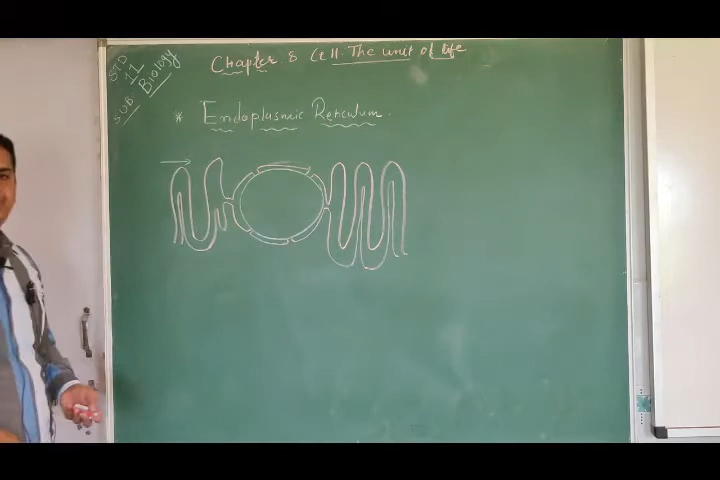 STD 11
SUB: Biology
Chapter 8 Cell The unit of life
* Endoplasmic Reticulum.